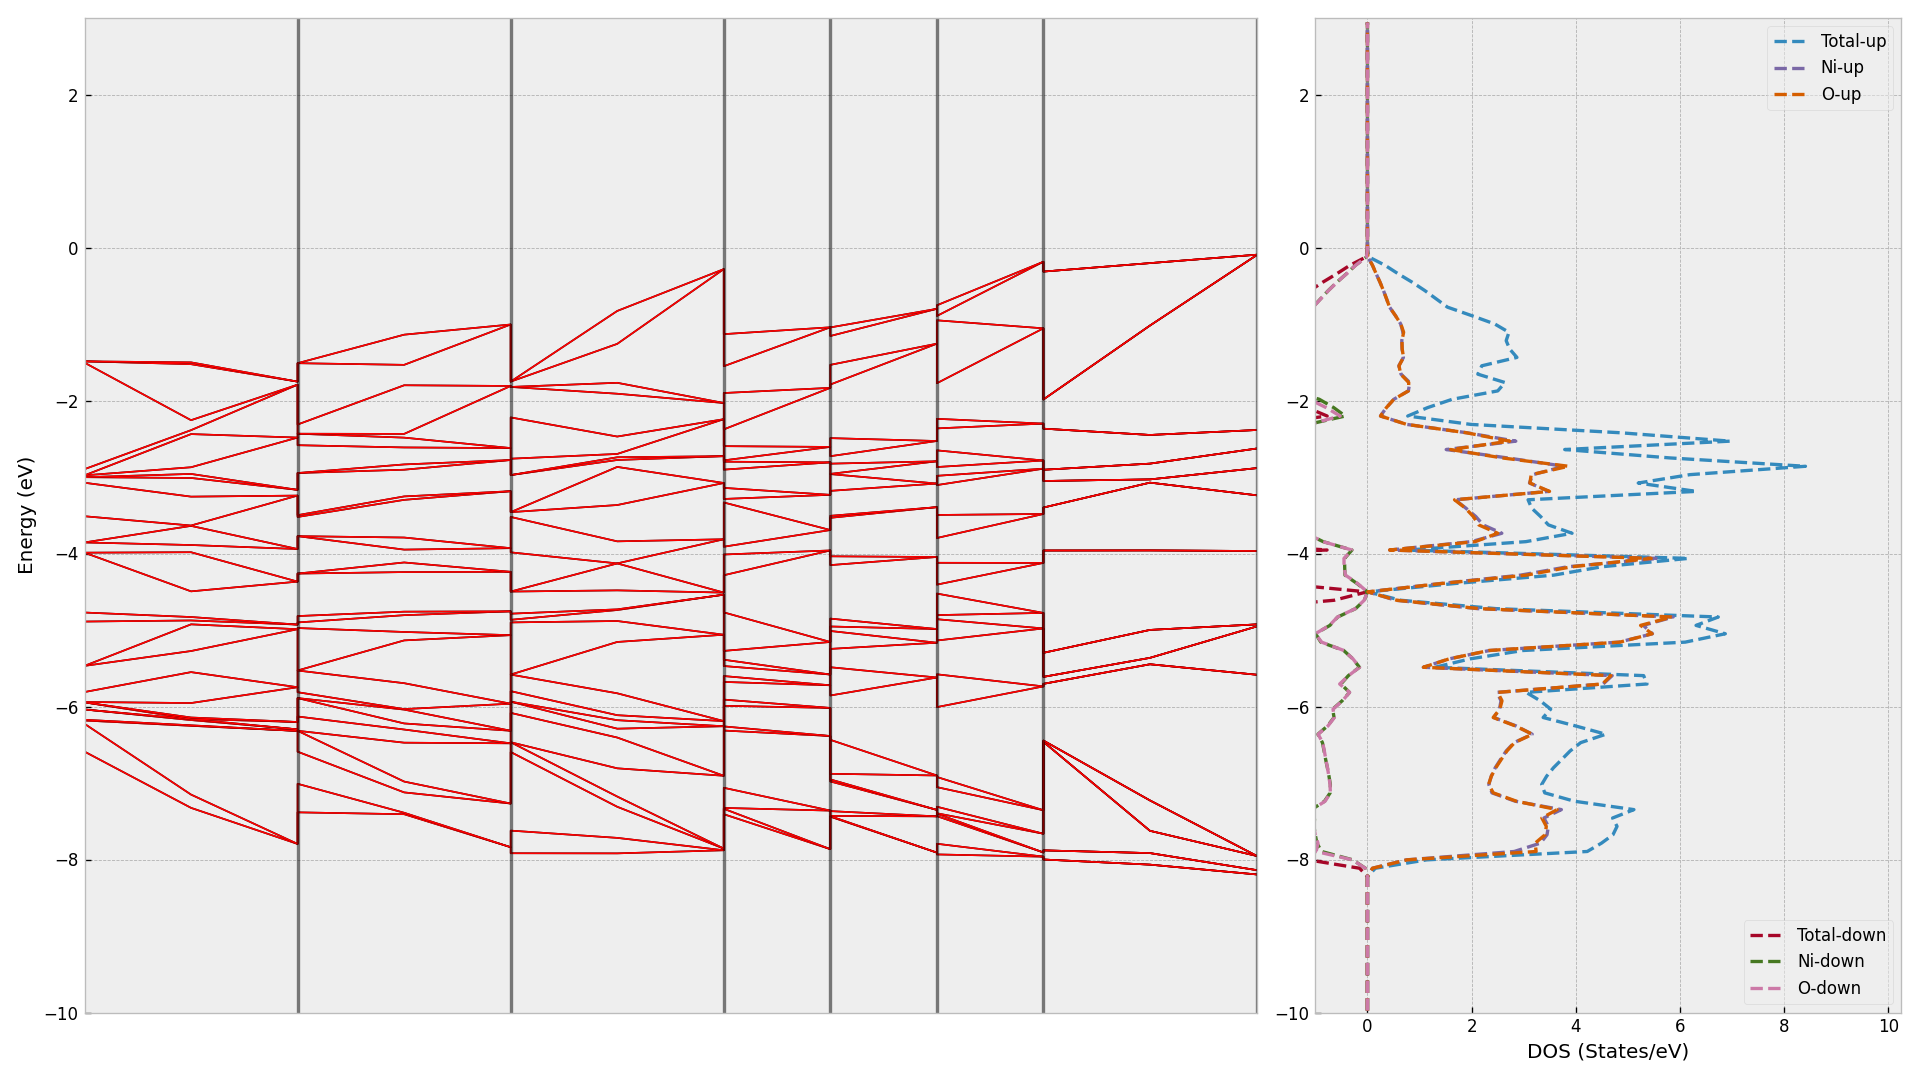 2
0
−2
−4
−6
−8
−10
Energy (eV)
2
0
−2
−4
−6
−8
−10
0 2 4 6 8 10
DOS (States/eV)
Total-up
Ni-up
O-up
Total-down
Ni-down
O-down